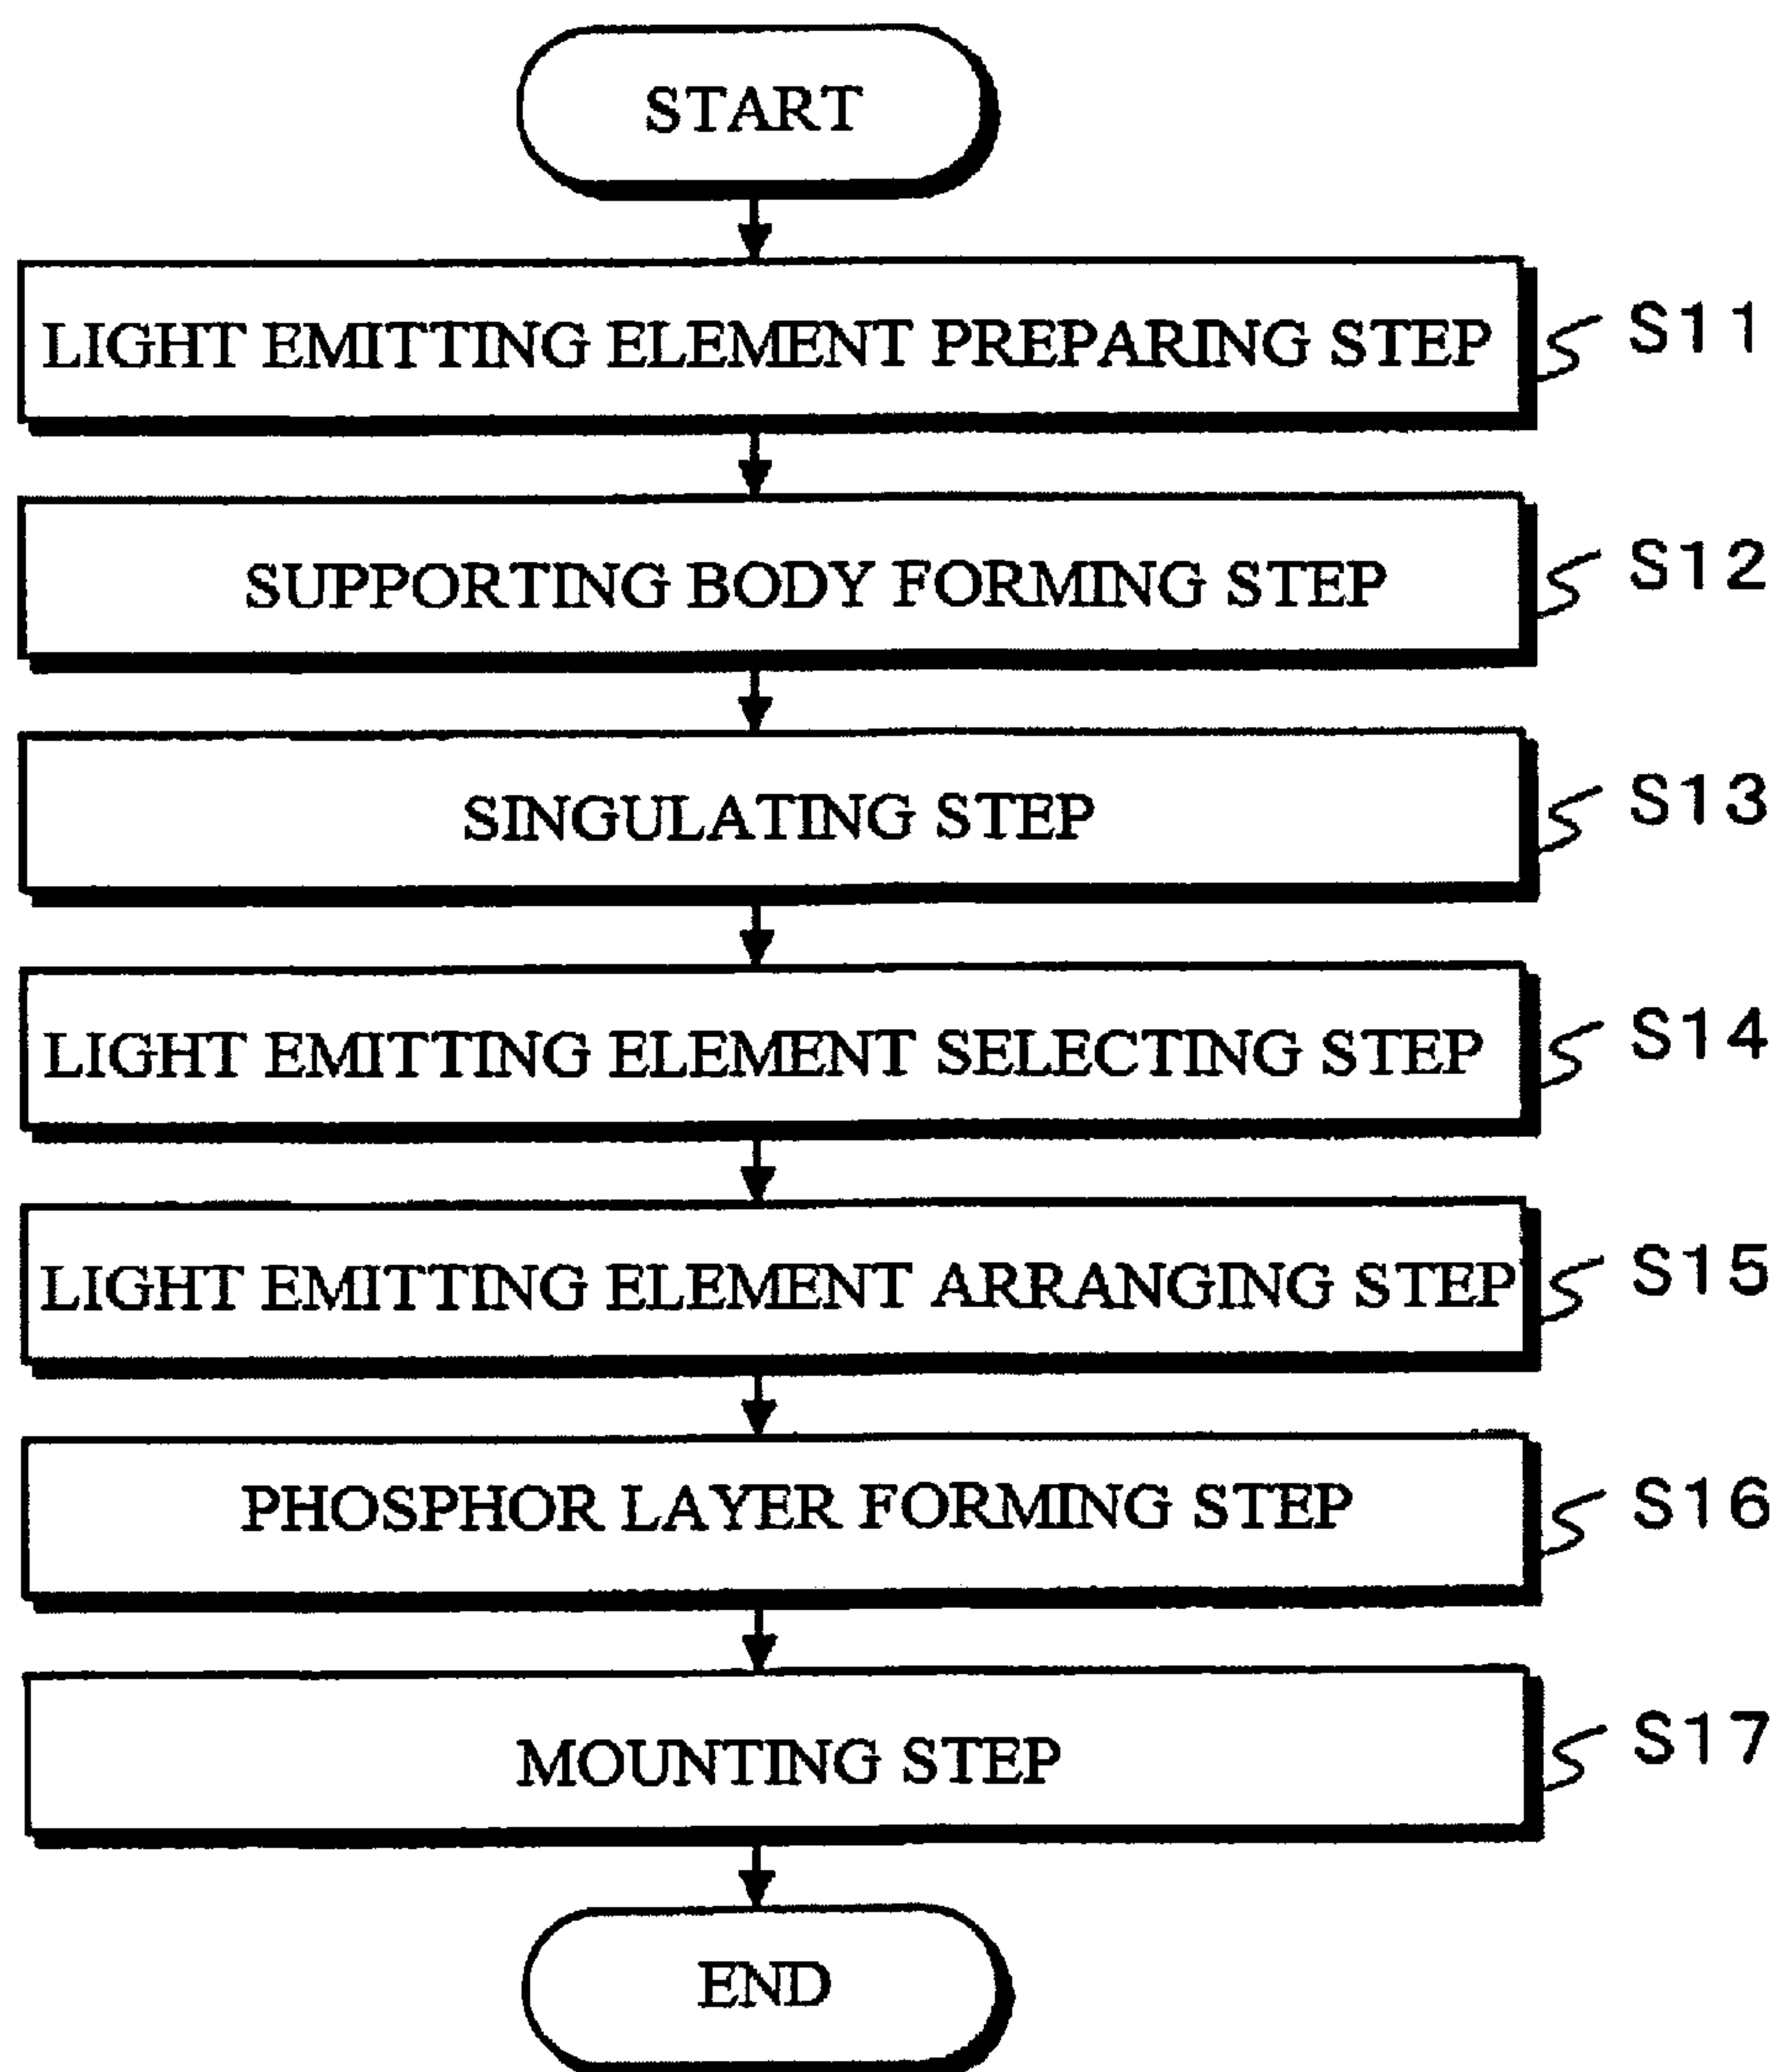 START
LIGHT EMITTING ELEMENT PREPARING STEP S11
SUPPORTING BODY FORMING STEP S12
SINGULATING STEP S13
LIGHT EMITTING ELEMENT SELECTING STEP S14
LIGHT EMITTING ELEMENT ARRANGING STEP S15
PHOSPHOR LAYER FORMING STEP S16
MOUNTING STEP S17
END